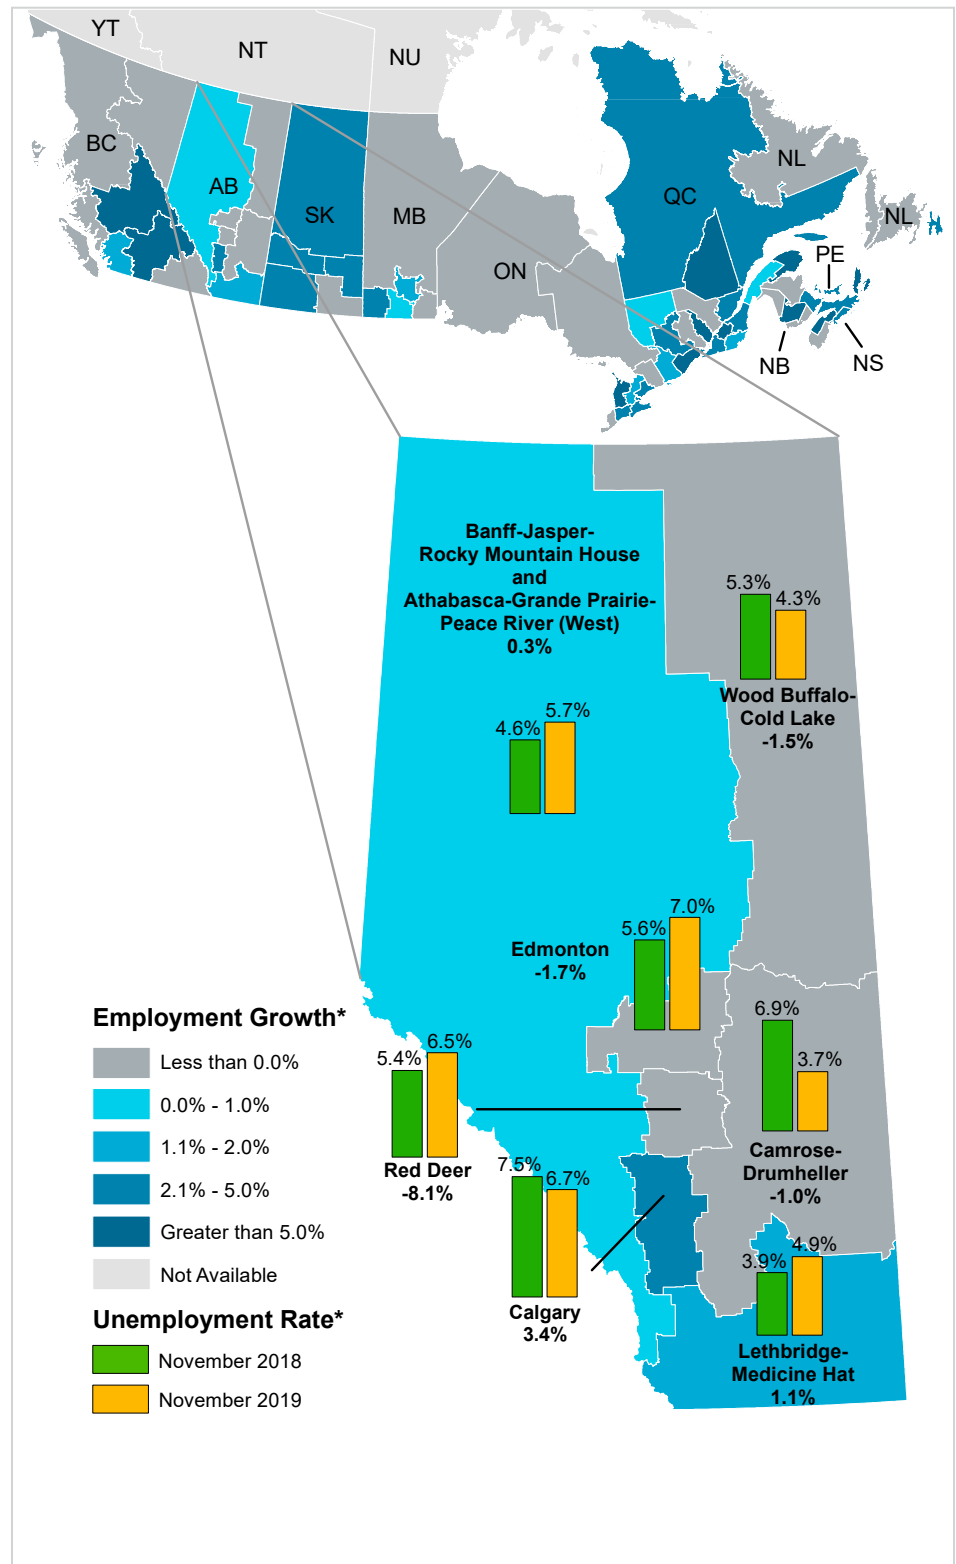 YT
NT
NU
BC
AB
SK
MB
ON
QC
NL
NL
PE
NB
NS
Banff-Jasper-
Rocky Mountain House
and
Athabasca-Grande Prairie-
Peace River (West)
0.3%
4.6%
5.7%
5.3%
4.3%
Wood Buffalo-
Cold Lake
-1.5%
Edmonton
-1.7%
5.6%
7.0%
6.9%
3.7%
Camrose-
Drumheller
-1.0%
5.4%
6.5%
Red Deer
-8.1%
7.5%
6.7%
Calgary
3.4%
3.9%
4.9%
Lethbridge-
Medicine Hat
1.1%
Employment Growth*
Less than 0.0%
0.0% - 1.0%
1.1% - 2.0%
2.1% - 5.0%
Greater than 5.0%
Not Available
Unemployment Rate*
November 2018
November 2019